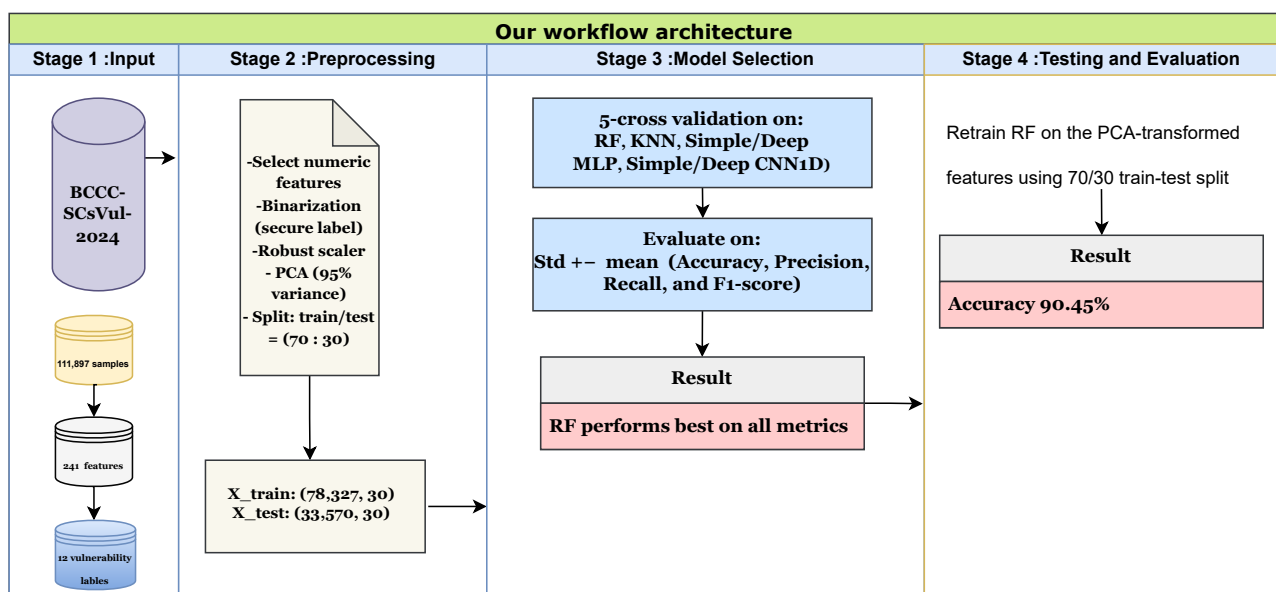 Our workflow architecture
Stage 1 :Input
Stage 2 :Preprocessing
Stage 3 :Model Selection
Stage 4 :Testing and Evaluation
BCCC-
SCsVul-
2024
111,897 samples
241 features
12 vulnerability
lables
-Select numeric
features
-Binarization
(secure label)
-Robust scaler
- PCA (95%
variance)
- Split: train/test
= (70 : 30)
X_train: (78,327, 30)
X_test: (33,570, 30)
5-cross validation on:
RF, KNN, Simple/Deep
MLP, Simple/Deep CNN1D)
Evaluate on:
Std +− mean (Accuracy, Precision,
Recall, and F1-score)
Result
RF performs best on all metrics
Retrain RF on the PCA-transformed
features using 70/30 train-test split
Result
Accuracy 90.45%